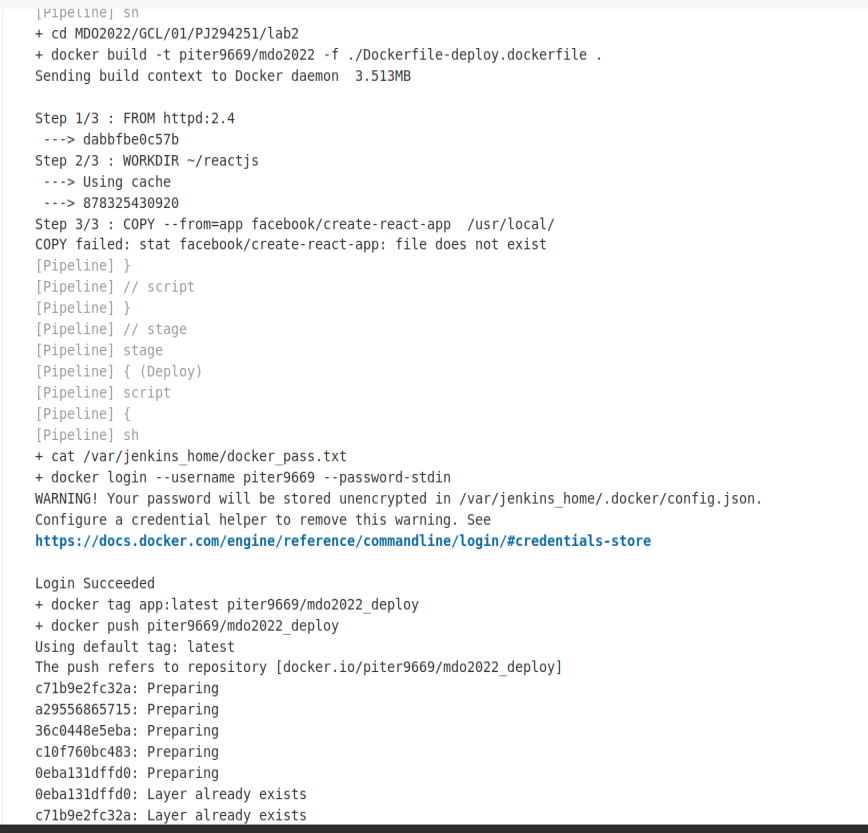 [Pipeline] sh
+ cd MDO2022/GCL/01/PJ294251/lab2
+ docker build -t piter9669/mdo2022 -f ./Dockerfile-deploy.dockerfile .
Sending build context to Docker daemon  3.513MB
Step 1/3 : FROM httpd:2.4
 ---> dabbfbe0c57b
Step 2/3 : WORKDIR ~/reactjs
 ---> Using cache
 ---> 878325430920
Step 3/3 : COPY --from=app facebook/create-react-app  /usr/local/
COPY failed: stat facebook/create-react-app: file does not exist
[Pipeline] }
[Pipeline] // script
[Pipeline] }
[Pipeline] // stage
[Pipeline] stage
[Pipeline] { (Deploy)
[Pipeline] script
[Pipeline] {
[Pipeline] sh
+ cat /var/jenkins_home/docker_pass.txt
+ docker login --username piter9669 --password-stdin
WARNING! Your password will be stored unencrypted in /var/jenkins_home/.docker/config.json.
Configure a credential helper to remove this warning. See
https://docs.docker.com/engine/reference/commandline/login/#credentials-store
Login Succeeded
+ docker tag app:latest piter9669/mdo2022_deploy
+ docker push piter9669/mdo2022_deploy
Using default tag: latest
The push refers to repository [docker.io/piter9669/mdo2022_deploy]
c71b9e2fc32a: Preparing
a29556865715: Preparing
36c0448e5eba: Preparing
c10f760bc483: Preparing
0eba131dffd0: Preparing
0eba131dffd0: Layer already exists
c71b9e2fc32a: Layer already exists